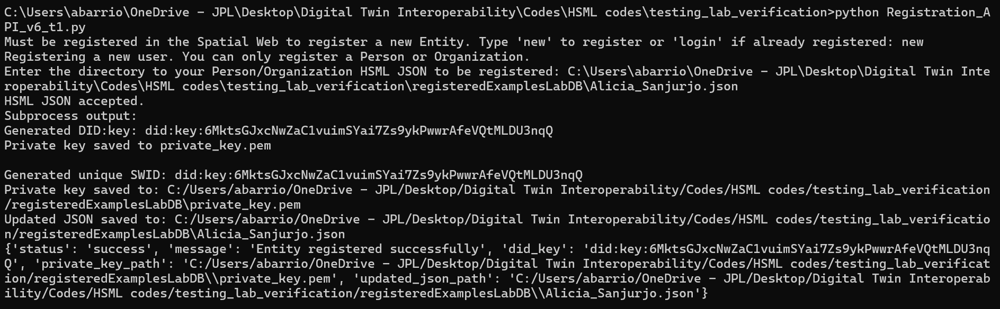 C:\Users\abarrio\OneDrive - JPL\Desktop\Digital Twin Interoperability\Codes\HSML codes\testing_lab_verification>python Registration_A
PI_v6_t1.py
Must be registered in the Spatial Web to register a new Entity. Type 'new' to register or 'login' if already registered: new
Registering a new user. You can only register a Person or Organization.
Enter the directory to your Person/Organization HSML JSON to be registered: C:\Users\abarrio\OneDrive - JPL\Desktop\Digital Twin Inte
roperability\Codes\HSML codes\testing_lab_verification\registeredExamplesLabDB\Alicia_Sanjurjo.json
HSML JSON accepted.
Subprocess output:
Generated DID:key: did:key:6MktsGJxcNwZaC1vuimSYai7Zs9ykPwwrAfeVQtMLDU3nqQ
Private key saved to private_key.pem
Generated unique SWID: did:key:6MktsGJxcNwZaC1vuimSYai7Zs9ykPwwrAfeVQtMLDU3nqQ
Private key saved to: C:/Users/abarrio/OneDrive - JPL/Desktop/Digital Twin Interoperability/Codes/HSML codes/testing_lab_verification
/registeredExamplesLabDB\private_key.pem
Updated JSON saved to: C:/Users/abarrio/OneDrive - JPL/Desktop/Digital Twin Interoperability/Codes/HSML codes/testing_lab_verificatio
n/registeredExamplesLabDB\Alicia_Sanjurjo.json
{'status': 'success', 'message': 'Entity registered successfully', 'did_key': 'did:key:6MktsGJxcNwZaC1vuimSYai7Zs9ykPwwrAfeVQtMLDU3nq
Q', 'private_key_path': 'C:/Users/abarrio/OneDrive - JPL/Desktop/Digital Twin Interoperability/Codes/HSML codes/testing_lab_verificat
ion/registeredExamplesLabDB\\private_key.pem', 'updated_json_path': 'C:/Users/abarrio/OneDrive - JPL/Desktop/Digital Twin Interoperab
ility/Codes/HSML codes/testing_lab_verification/registeredExamplesLabDB\\Alicia_Sanjurjo.json'}